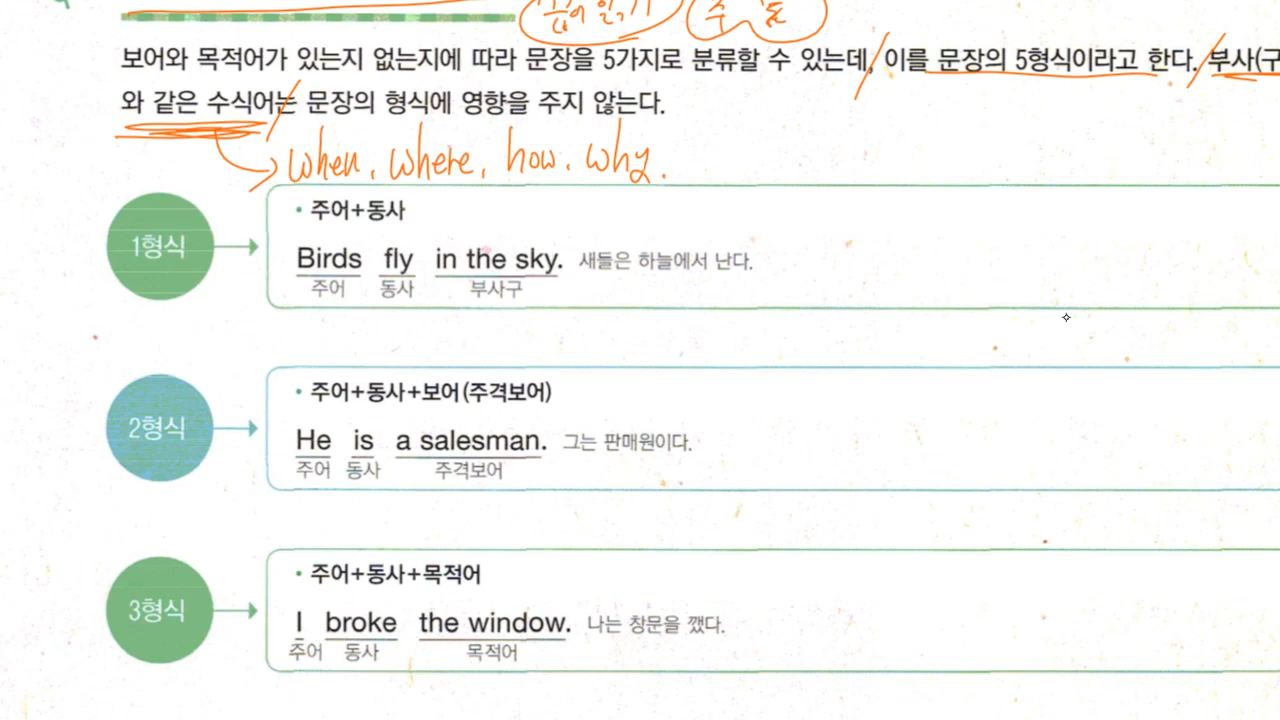 끊어 읽기 주 동
보어와 목적어가 있는지 없는지에 따라 문장을 5가지로 분류할 수 있는데, 이를 문장의 5형식이라고 한다. 부사(구
와 같은 수식어는 문장의 형식에 영향을 주지 않는다.
when, where, how. why.
• 주어+동사
1형식
Birds fly in the sky. 새들은 하늘에서 난다.
주어 동사 부사구
• 주어+동사+보어(주격보어)
2형식
He is a salesman. 그는 판매원이다.
주어 동사 주격보어
• 주어+동사+목적어
3형식
I broke the window. 나는 창문을 깼다.
주어 동사 목적어